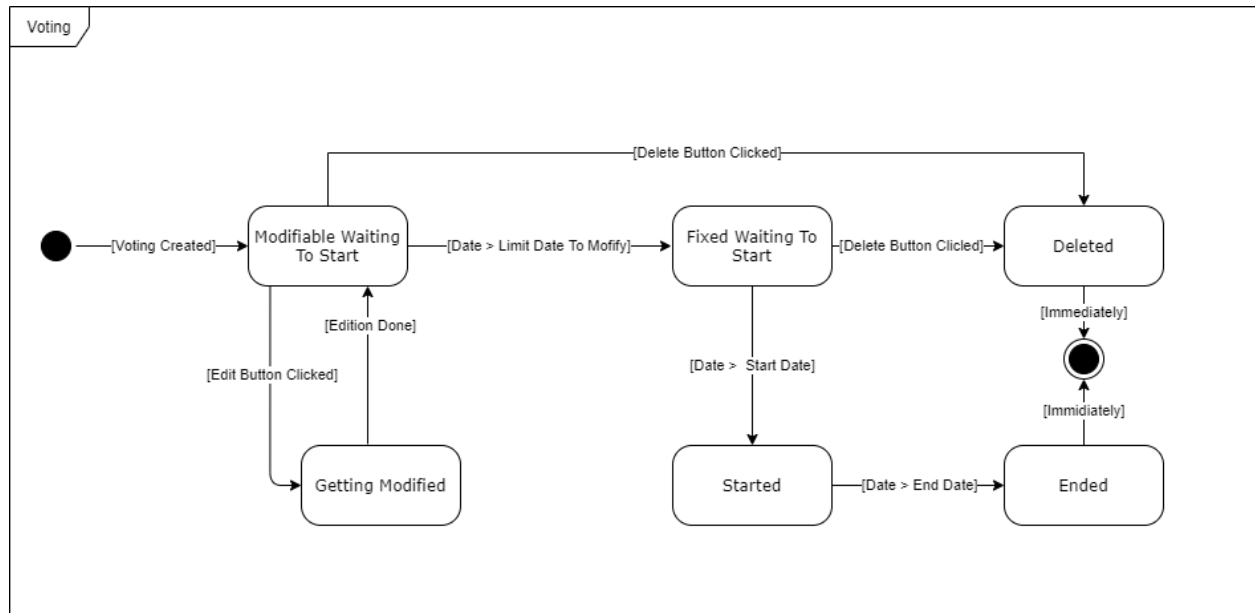 Voting
[Delete Button Clicked]
[Voting Created]
Modifiable Waiting
To Start
[Date > Limit Date To Mofify]
Fixed Waiting To
Start
[Delete Button Clicled]
Deleted
[Immediately]
[Edition Done]
[Edit Button Clicked]
[Date >  Start Date]
[Immidiately]
Getting Modified
Started
[Date > End Date]
Ended